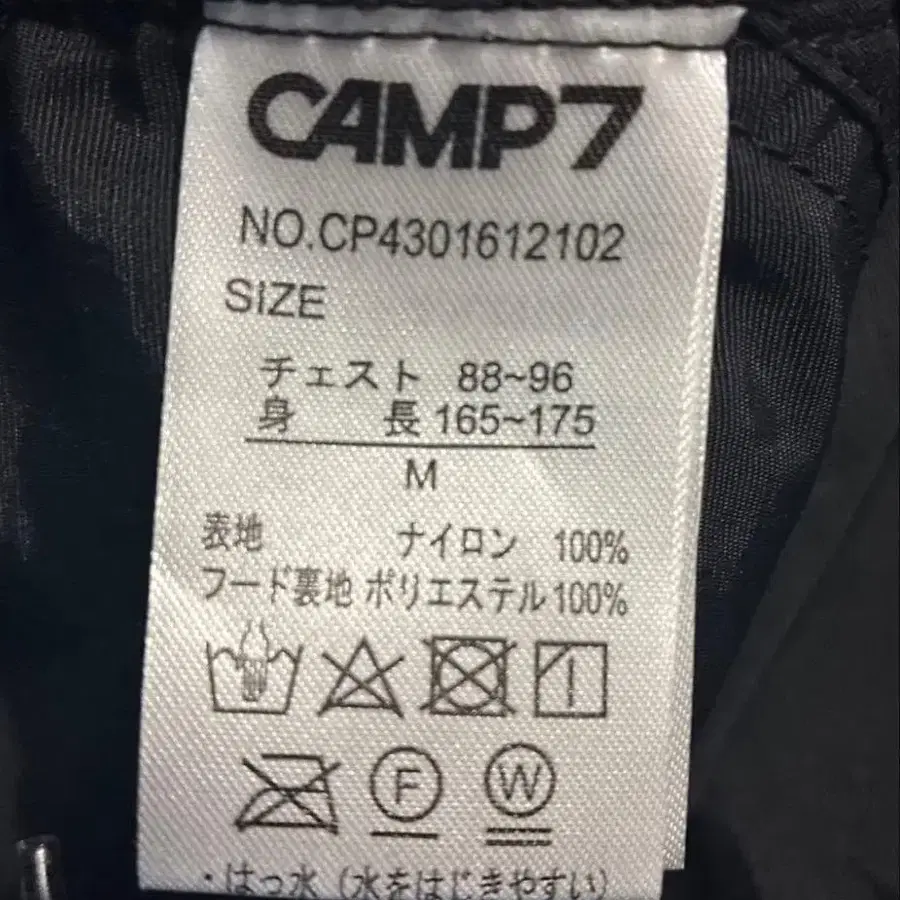 CAMP7
NO.CP4301612102
SIZE
チェスト 88~96
身 長 165~175
M
表地 ナイロン 100%
フード裏地 ポリエステル 100%
F W
・はっ水(水をはじきやすい)